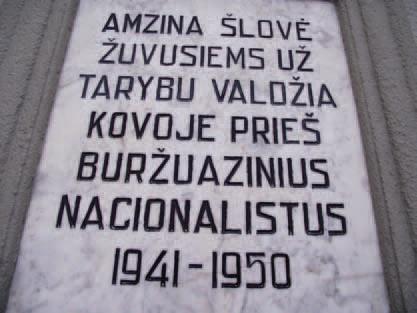 AMZINA ŠLOVĖ
ŽUVUSIEMS UŽ
TARYBU VALDŽIA
KOVOJE PRIEŠ
BURŽUAZINIUS
NACIONALISTUS
1941-1950